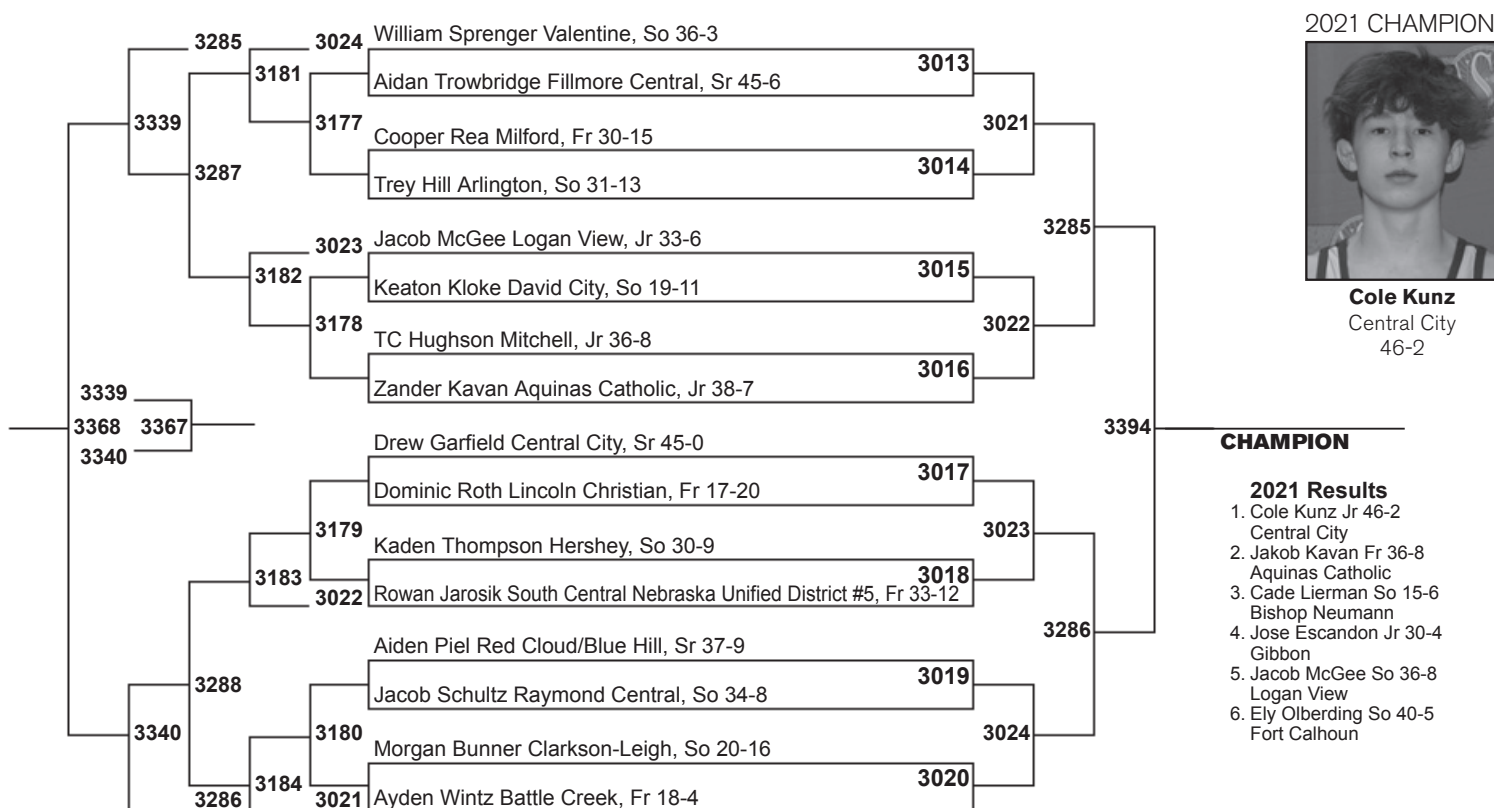 2021 CHAMPION
Cole Kunz
Central City
46-2
3285
3024
William Sprenger Valentine, So 36-3
3013
3181
Aidan Trowbridge Fillmore Central, Sr 45-6
3339
3177
3021
Cooper Rea Milford, Fr 30-15
3287
3014
Trey Hill Arlington, So 31-13
3285
3023
Jacob McGee Logan View, Jr 33-6
3182
3015
Keaton Kloke David City, So 19-11
3178
3022
TC Hughson Mitchell, Jr 36-8
3016
Zander Kavan Aquinas Catholic, Jr 38-7
3339
3368
3367
3340
3394
CHAMPION
Drew Garfield Central City, Sr 45-0
3017
Dominic Roth Lincoln Christian, Fr 17-20
3179
3023
Kaden Thompson Hershey, So 30-9
3183
3018
3022
Rowan Jarosik South Central Nebraska Unified District #5, Fr 33-12
3286
Aiden Piel Red Cloud/Blue Hill, Sr 37-9
3288
3019
Jacob Schultz Raymond Central, So 34-8
3340
3180
3024
Morgan Bunner Clarkson-Leigh, So 20-16
3184
3020
3286
3021
Ayden Wintz Battle Creek, Fr 18-4
2021 Results
1. Cole Kunz Jr 46-2
Central City
2. Jakob Kavan Fr 36-8
Aquinas Catholic
3. Cade Lierman So 15-6
Bishop Neumann
4. Jose Escandon Jr 30-4
Gibbon
5. Jacob McGee So 36-8
Logan View
6. Ely Olberding So 40-5
Fort Calhoun